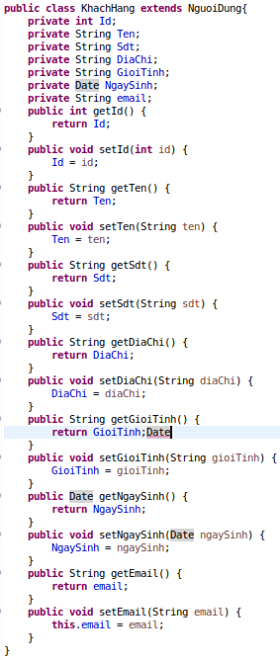 public class KhachHang extends NguoiDung{
    private int Id;
    private String Ten;
    private String Sdt;
    private String DiaChi;
    private String GioiTinh;
    private Date NgaySinh;
    private String email;
    public int getId() {
        return Id;
    }
    public void setId(int id) {
        Id = id;
    }
    public String getTen() {
        return Ten;
    }
    public void setTen(String ten) {
        Ten = ten;
    }
    public String getSdt() {
        return Sdt;
    }
    public void setSdt(String sdt) {
        Sdt = sdt;
    }
    public String getDiaChi() {
        return DiaChi;
    }
    public void setDiaChi(String diaChi) {
        DiaChi = diaChi;
    }
    public String getGioiTinh() {
        return GioiTinh;Date
    }
    public void setGioiTinh(String gioiTinh) {
        GioiTinh = gioiTinh;
    }
    public Date getNgaySinh() {
        return NgaySinh;
    }
    public void setNgaySinh(Date ngaySinh) {
        NgaySinh = ngaySinh;
    }
    public String getEmail() {
        return email;
    }
    public void setEmail(String email) {
        this.email = email;
    }
}